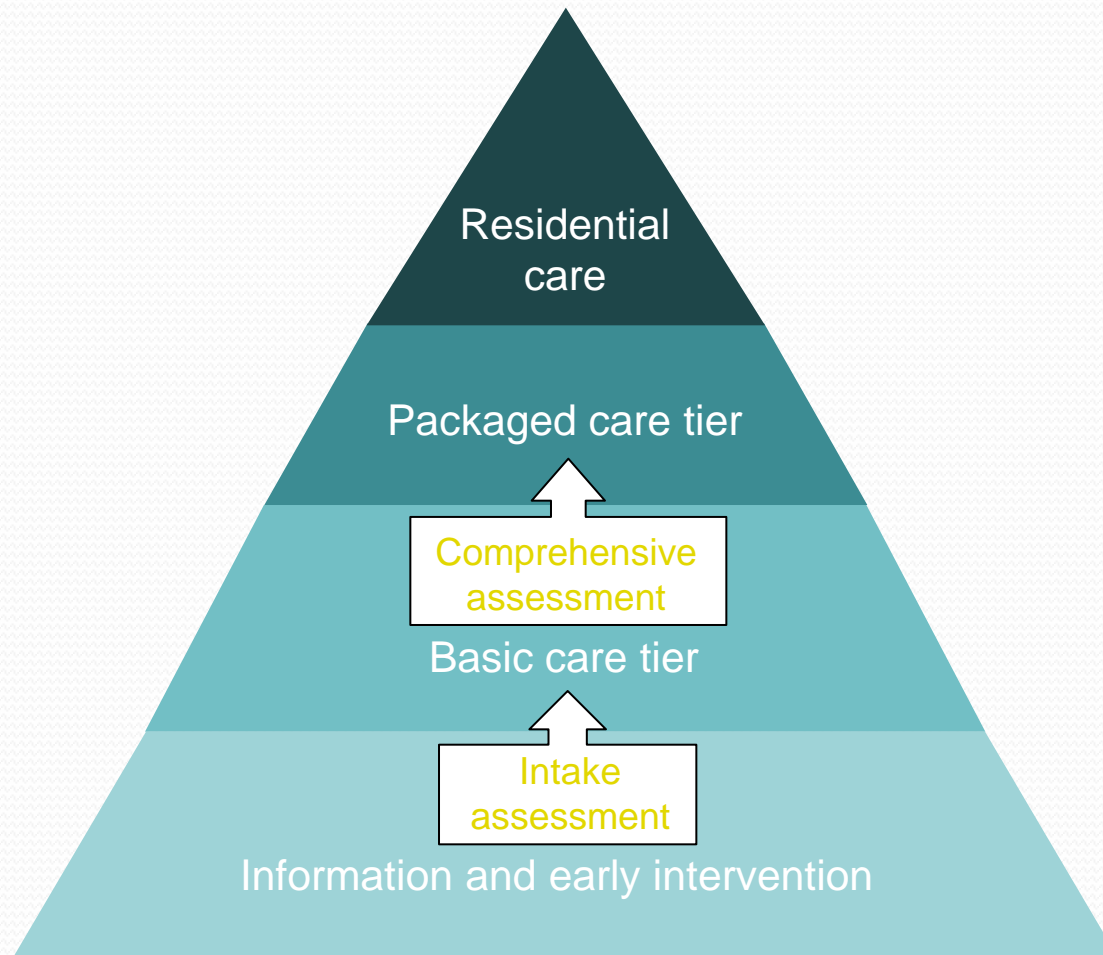 Residential
care
Packaged care tier
Comprehensive
assessment
Basic care tier
Intake
assessment
Information and early intervention